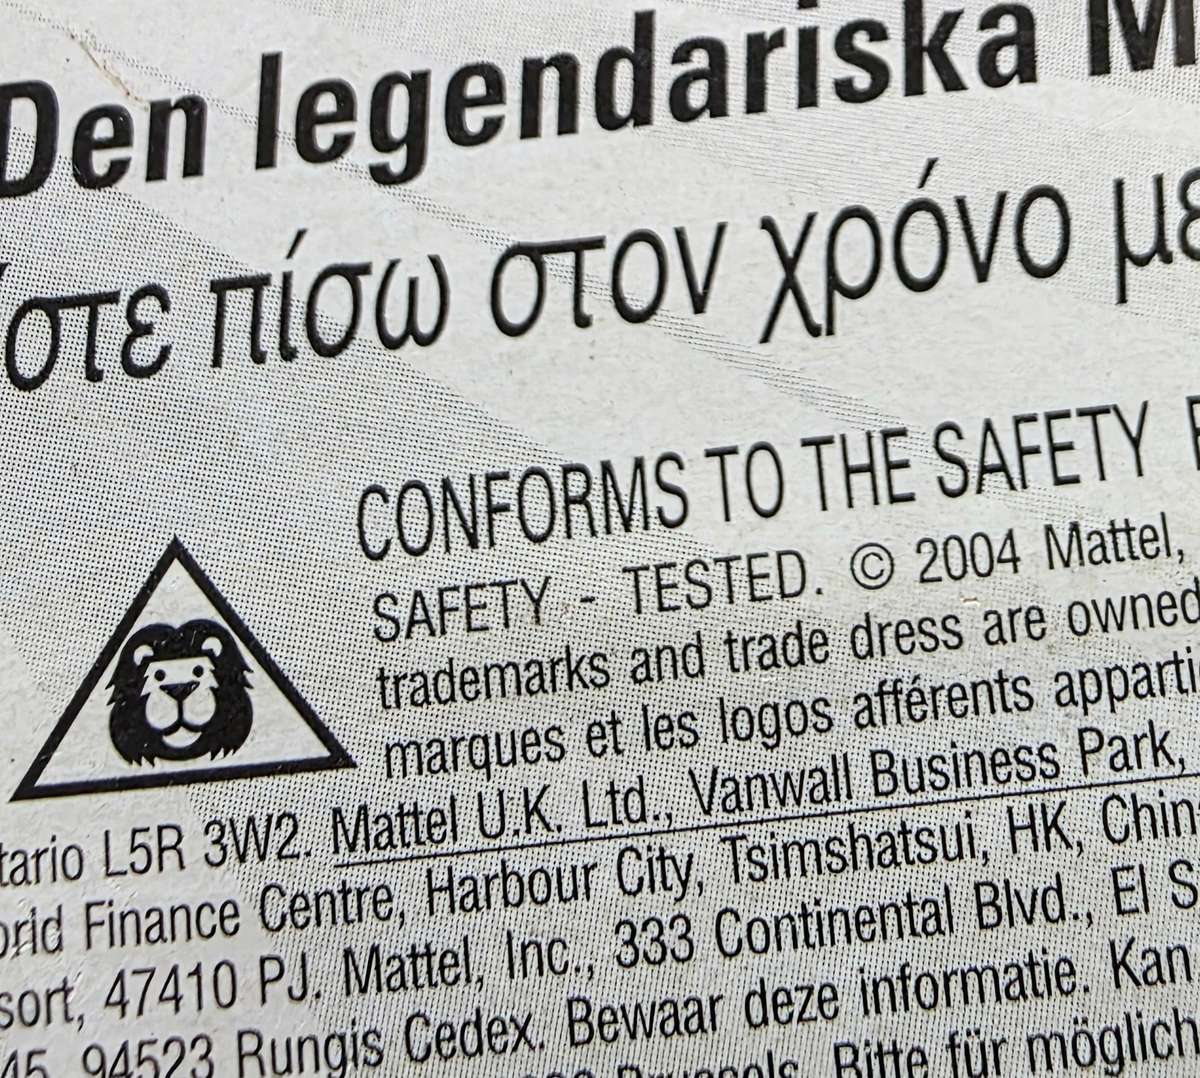 Den legendariska M
στε πίσω στον χρόνο με
CONFORMS TO THE SAFETY
SAFETY - TESTED. © 2004 Mattel,
trademarks and trade dress are owned
marques et les logos afférents apparti
tario L5R 3W2. Mattel U.K. Ltd., Vanwall Business Park,
orld Finance Centre, Harbour City, Tsimshatsui, HK, Chin
sort, 47410 PJ. Mattel, Inc., 333 Continental Blvd., El S
45, 94523 Rungis Cedex. Bewaar deze informatie. Kan
Bitte für möglich